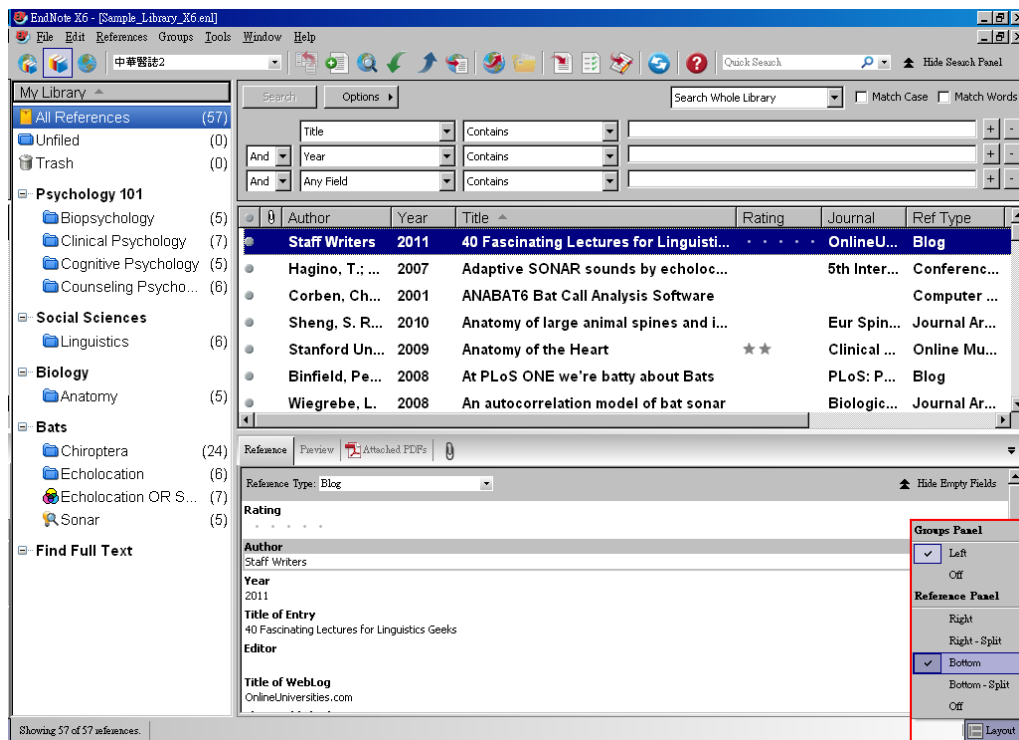 EndNote X6 - [Sample_Library_X6.enl]
File Edit References Groups Tools Window Help
中華醫誌2 Quick Search Hide Search Panel
My Library
All References (57)
Unfiled (0)
Trash (0)
Psychology 101
Biopsychology (5)
Clinical Psychology (7)
Cognitive Psychology (5)
Counseling Psycho... (6)
Social Sciences
Linguistics (6)
Biology
Anatomy (5)
Bats
Chiroptera (24)
Echolocation (6)
Echolocation OR S... (7)
Sonar (5)
Find Full Text
Search Options Search Whole Library Match Case Match Words
Title Contains + -
And Year Contains + -
And Any Field Contains + -
Author Year Title Rating Journal Ref Type
Staff Writers 2011 40 Fascinating Lectures for Linguisti... OnlineU... Blog
Hagino, T.; ... 2007 Adaptive SONAR sounds by echoloc... 5th Inter... Conferenc...
Corben, Ch... 2001 ANABAT6 Bat Call Analysis Software Computer ...
Sheng, S. R... 2010 Anatomy of large animal spines and i... Eur Spin... Journal Ar...
Stanford Un... 2009 Anatomy of the Heart ★★ Clinical ... Online Mu...
Binfield, Pe... 2008 At PLoS ONE we're batty about Bats PLoS: P... Blog
Wiegrebe, L. 2008 An autocorrelation model of bat sonar Biologic... Journal Ar...
Reference Preview Attached PDFs
Reference Type: Blog Hide Empty Fields
Rating
Author
Staff Writers
Year
2011
Title of Entry
40 Fascinating Lectures for Linguistics Geeks
Editor
Title of WebLog
OnlineUniversities.com
Groups Panel
Left
Off
Reference Panel
Right
Right - Split
Bottom
Bottom - Split
Off
Showing 57 of 57 references. Layout